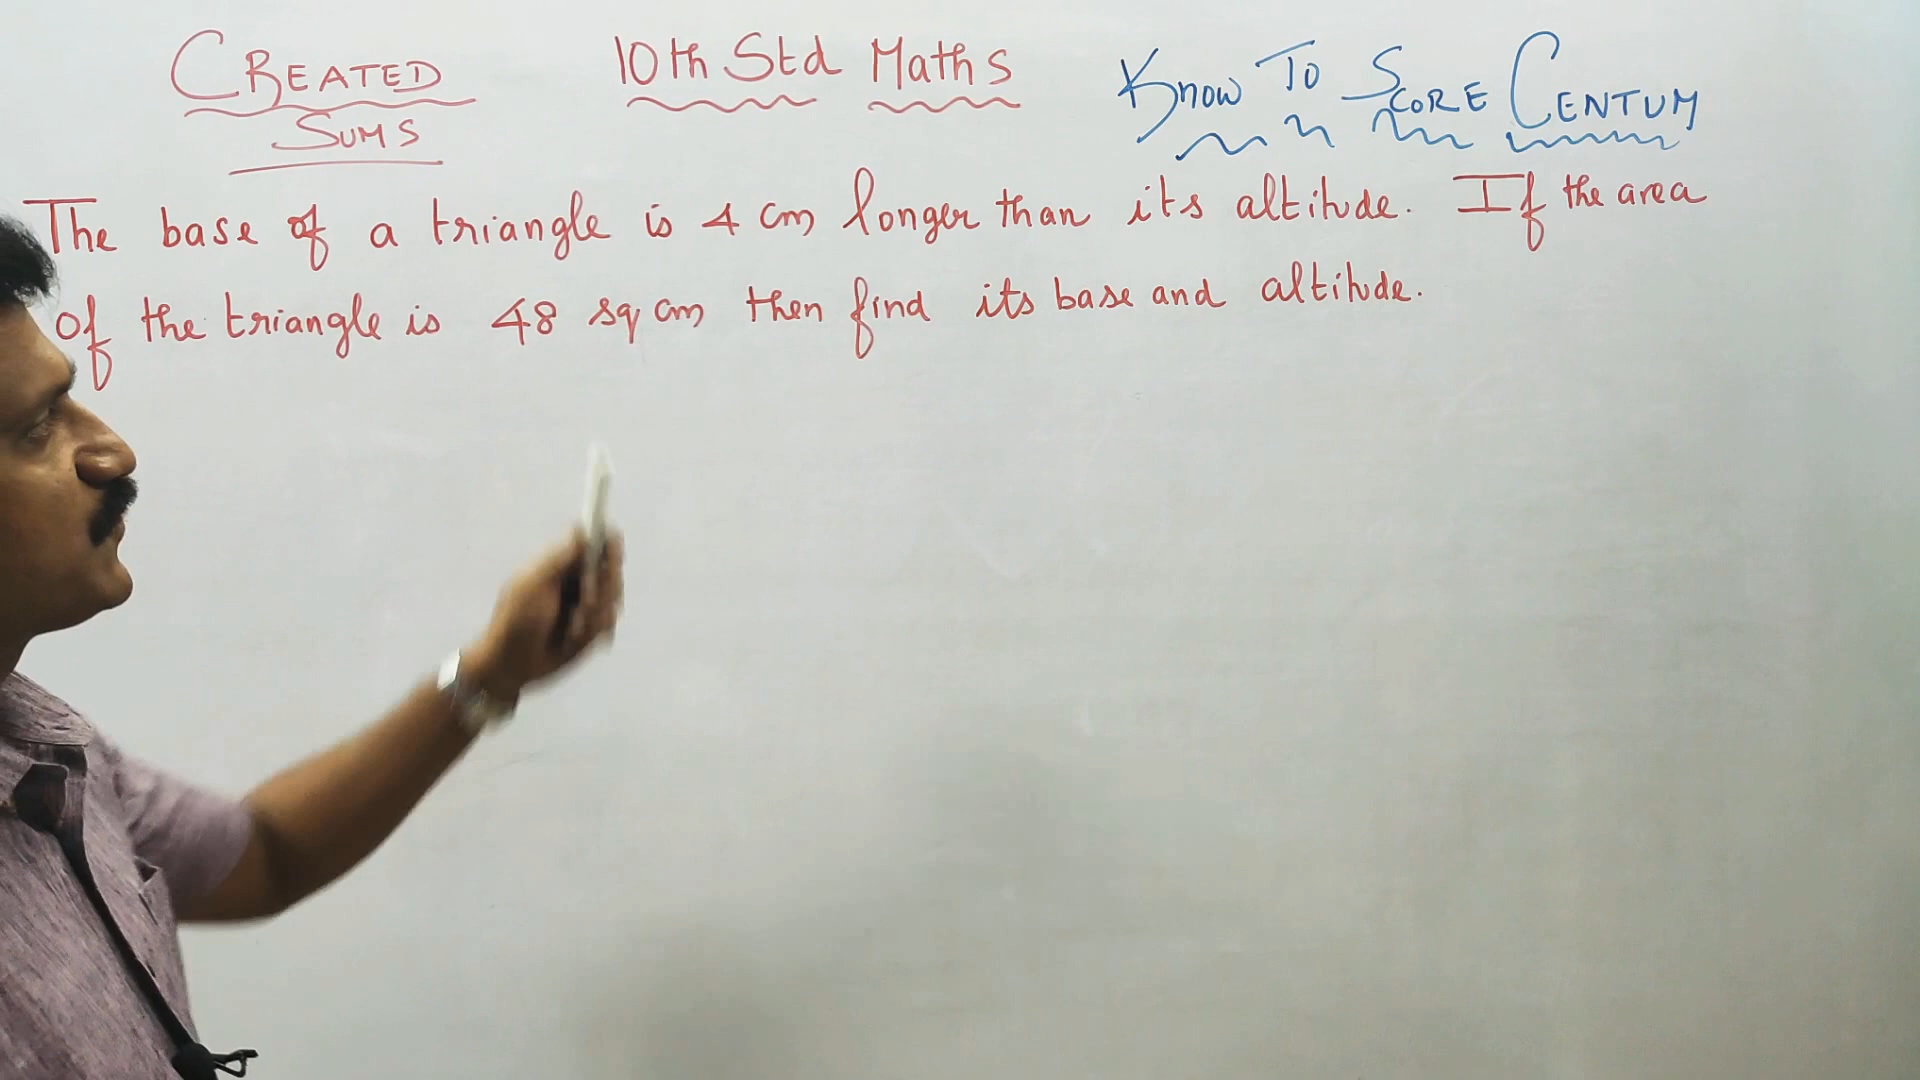 CREATED SUMS
10th Std Maths
Know To SCORE CENTUM
The base of a triangle is 4 cm longer than its altitude. If the area
of the triangle is 48 sq cm then find its base and altitude.